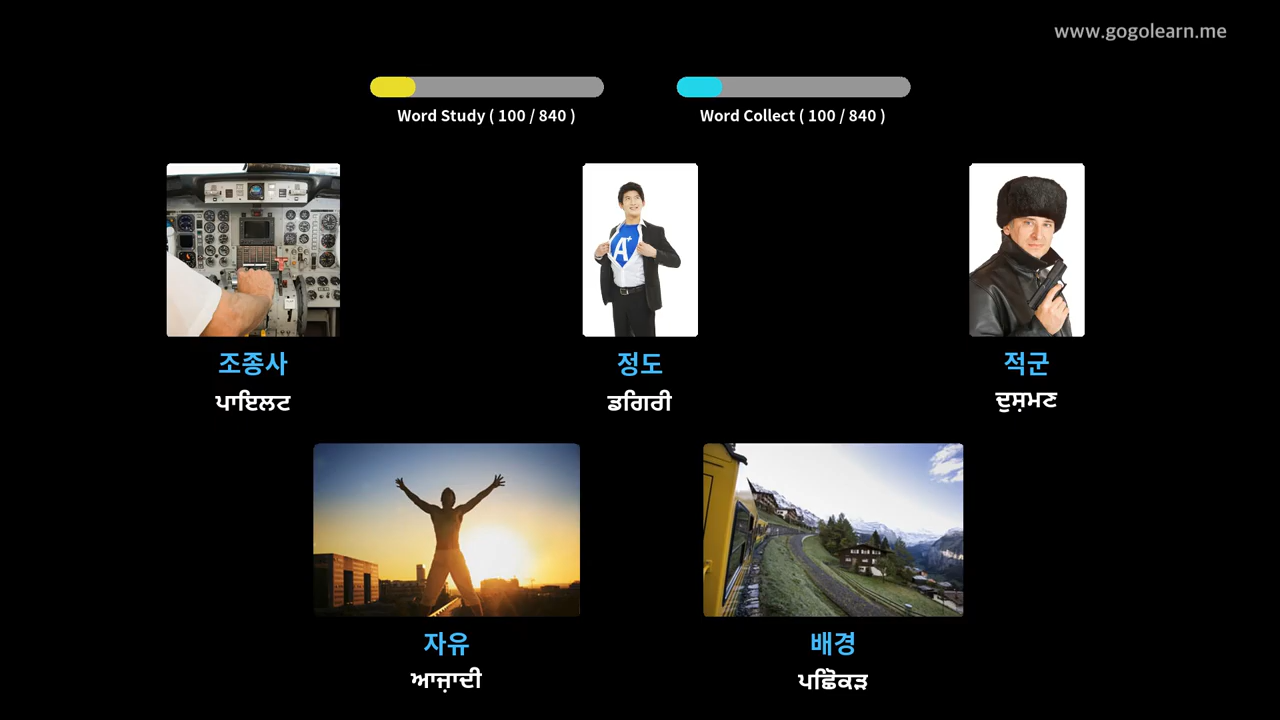 www.gogolearn.me
Word Study ( 100 / 840 )
Word Collect ( 100 / 840 )
A+
조종사
ਪਾਇਲਟ
정도
ਡਿਗਰੀ
적군
ਦੁਸ਼ਮਣ
자유
ਆਜ਼ਾਦੀ
배경
ਪਿਛੋਕੜ